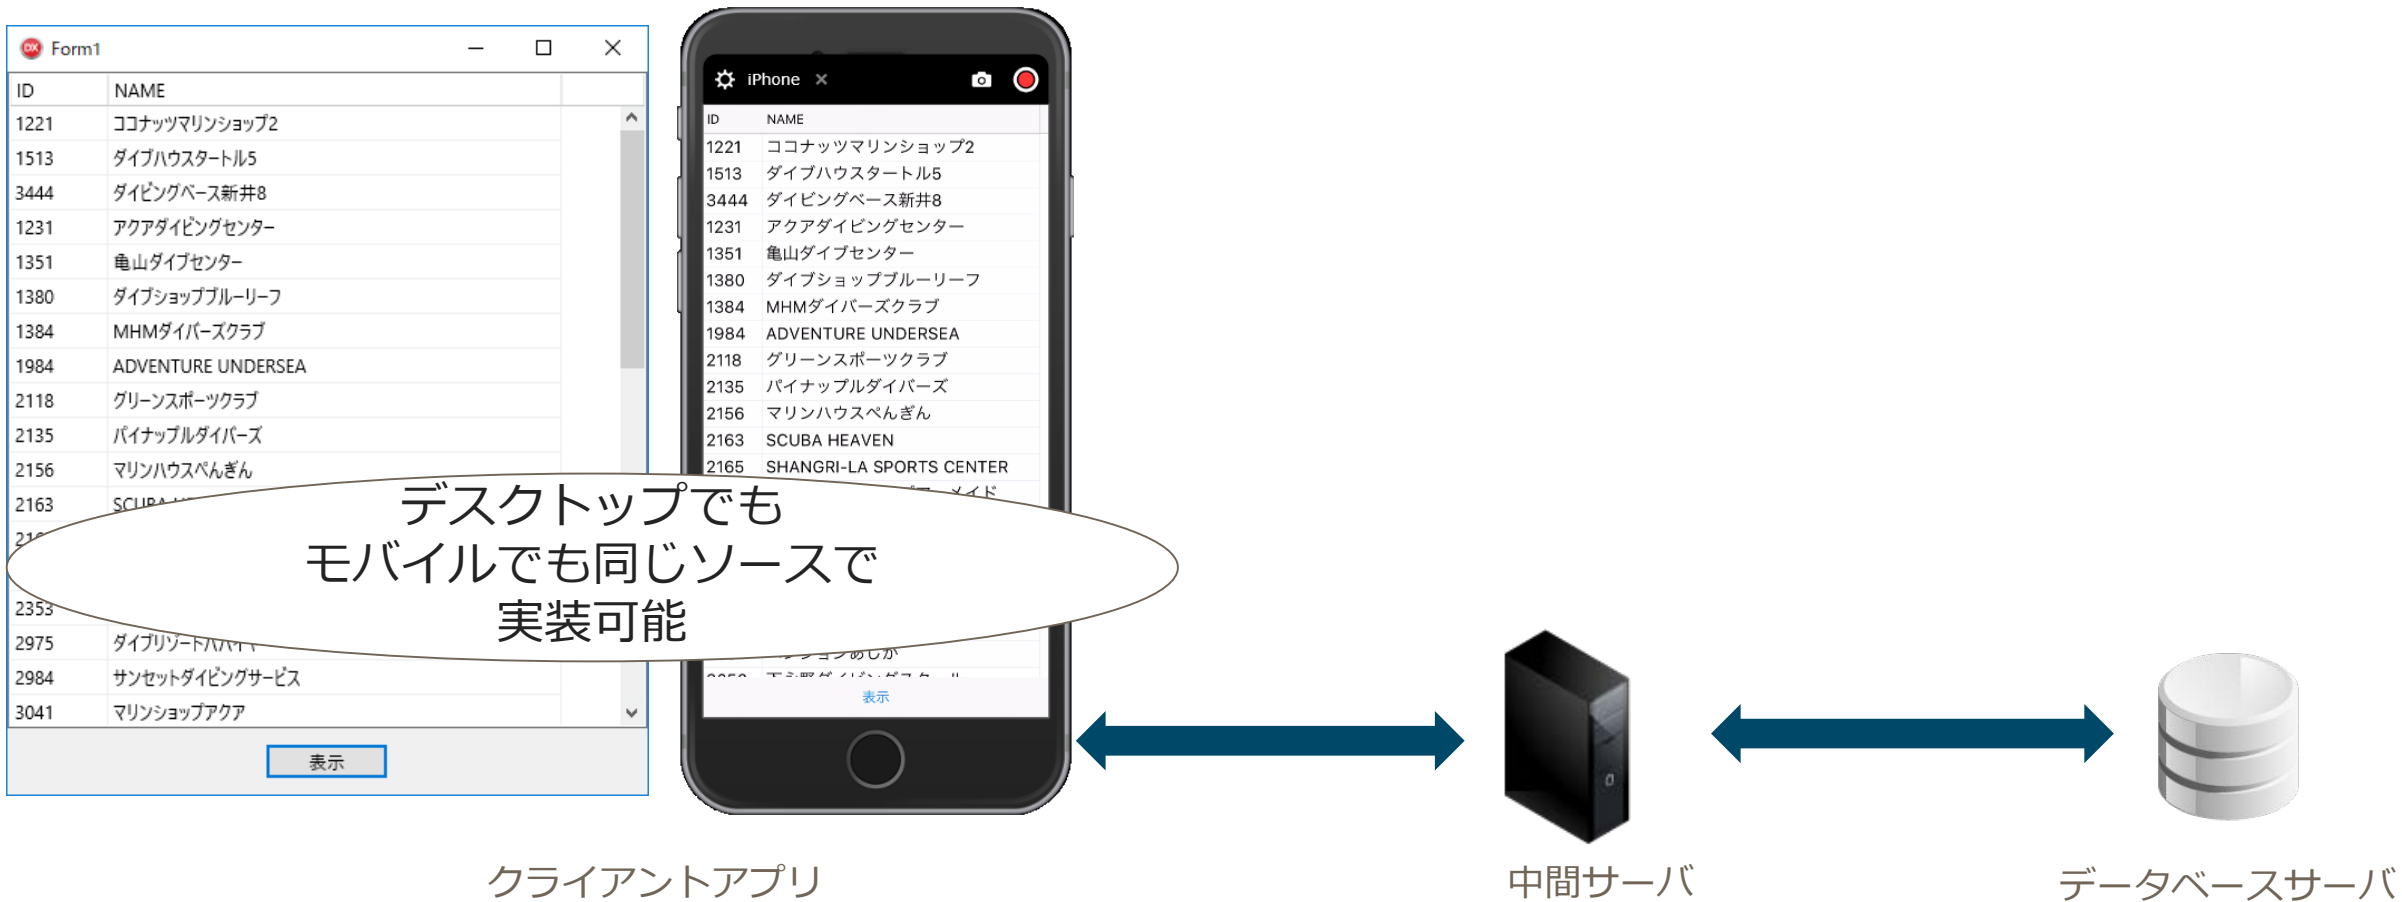 Form1
ID NAME
1221 ココナッツマリンショップ2
1513 ダイブハウスタートル5
3444 ダイビングベース新井8
1231 アクアダイビングセンター
1351 亀山ダイブセンター
1380 ダイブショップブルーリーフ
1384 MHMダイバーズクラブ
1984 ADVENTURE UNDERSEA
2118 グリーンスポーツクラブ
2135 パイナップルダイバーズ
2156 マリンハウスぺんぎん
2163
2353
2975
2984 サンセットダイビングサービス
3041 マリンショップアクア
表示
iPhone
ID NAME
1221 ココナッツマリンショップ2
1513 ダイブハウスタートル5
3444 ダイビングベース新井8
1231 アクアダイビングセンター
1351 亀山ダイブセンター
1380 ダイブショップブルーリーフ
1384 MHMダイバーズクラブ
1984 ADVENTURE UNDERSEA
2118 グリーンスポーツクラブ
2135 パイナップルダイバーズ
2156 マリンハウスぺんぎん
2163 SCUBA HEAVEN
2165 SHANGRI-LA SPORTS CENTER
表示
デスクトップでも
モバイルでも同じソースで
実装可能
クライアントアプリ
中間サーバ
データベースサーバ